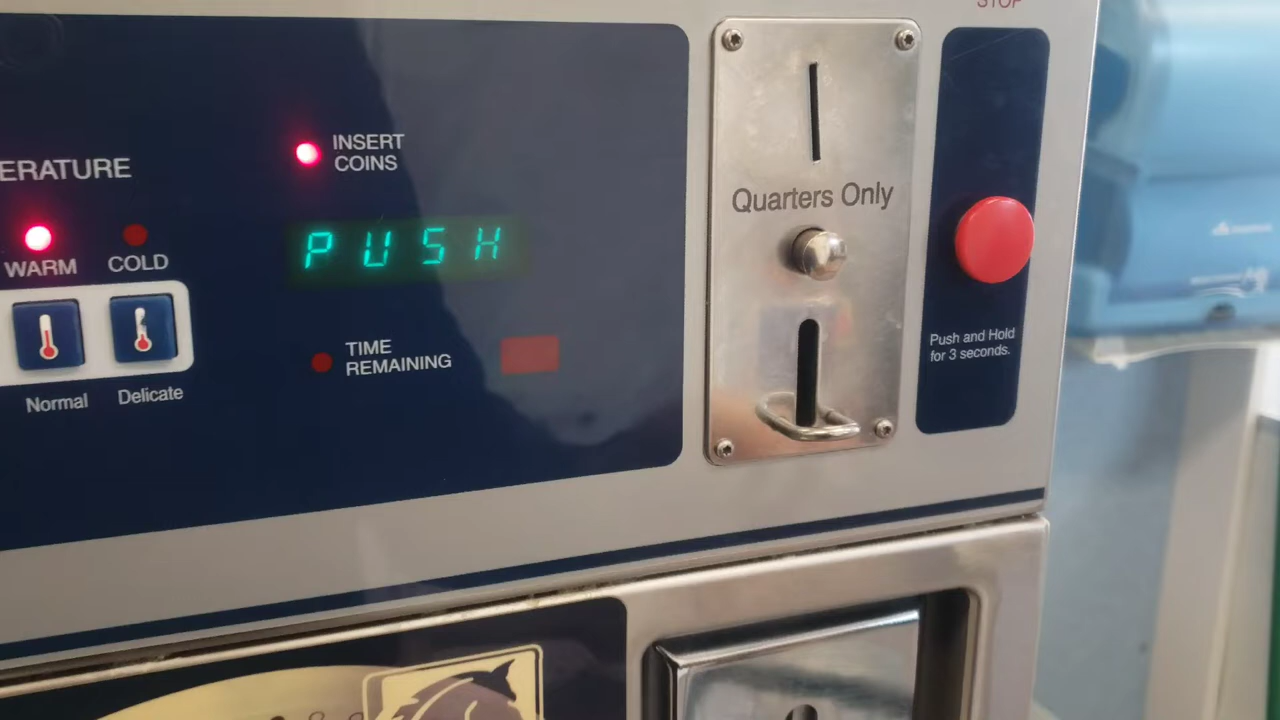 STOP
INSERT
COINS
ERATURE
Quarters Only
PUSH
WARM
COLD
Push and Hold
for 3 seconds.
TIME
REMAINING
Normal
Delicate